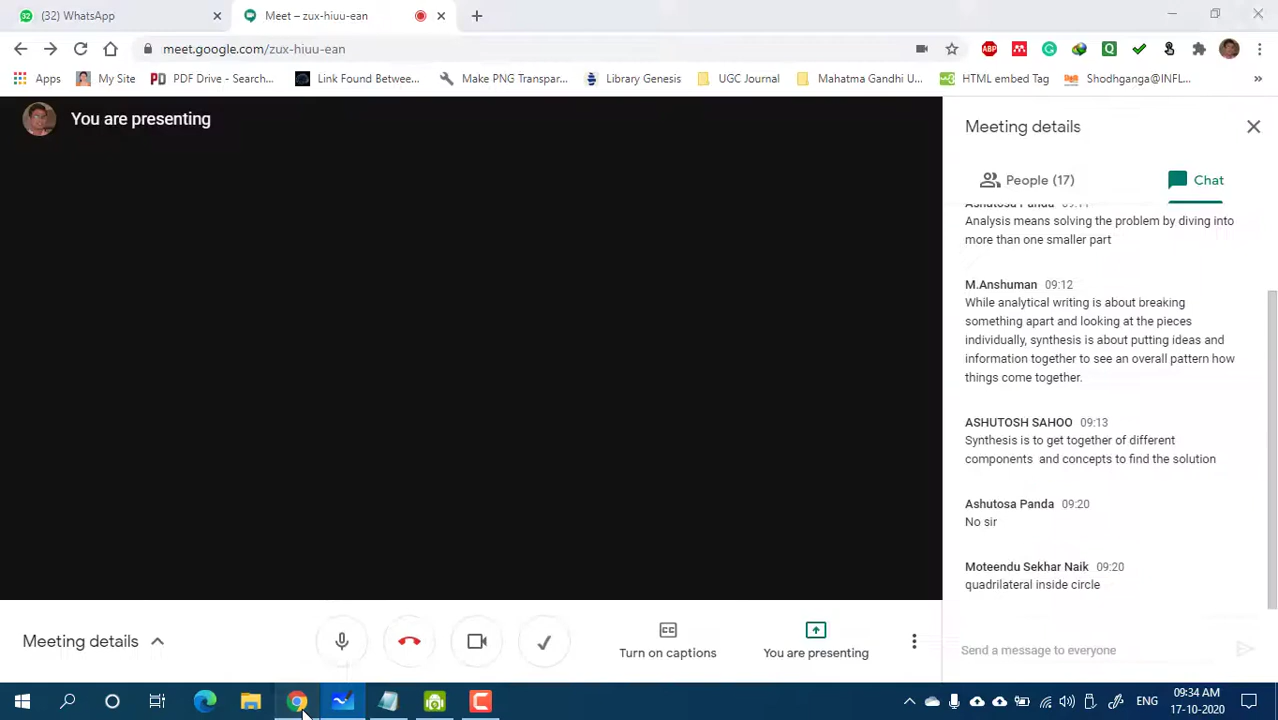 (32) WhatsApp
Meet – zux-hiuu-ean
meet.google.com/zux-hiuu-ean
ABP
Apps
My Site
PDF Drive - Search...
Link Found Betwee...
Make PNG Transpar...
Library Genesis
UGC Journal
Mahatma Gandhi U...
HTML embed Tag
Shodhganga@INFL...
You are presenting
Meeting details
People (17)
Chat
Ashutosa Panda 09:11
Analysis means solving the problem by diving into
more than one smaller part
M.Anshuman 09:12
While analytical writing is about breaking
something apart and looking at the pieces
individually, synthesis is about putting ideas and
information together to see an overall pattern how
things come together.
ASHUTOSH SAHOO 09:13
Synthesis is to get together of different
components and concepts to find the solution
Ashutosa Panda 09:20
No sir
Moteendu Sekhar Naik 09:20
quadrilateral inside circle
Send a message to everyone
Meeting details
Turn on captions
You are presenting
ENG
09:34 AM
17-10-2020